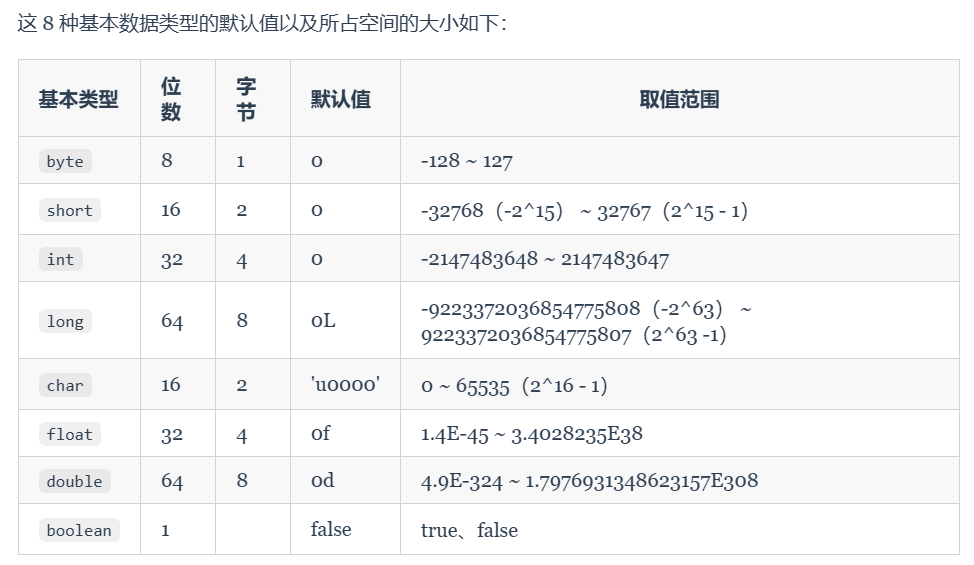 这 8 种基本数据类型的默认值以及所占空间的大小如下：
基本类型 位数 字节 默认值 取值范围
byte 8 1 0 -128 ~ 127
short 16 2 0 -32768（-2^15） ~ 32767（2^15 - 1）
int 32 4 0 -2147483648 ~ 2147483647
long 64 8 0L -9223372036854775808（-2^63） ~
9223372036854775807（2^63 -1）
char 16 2 'u0000' 0 ~ 65535（2^16 - 1）
float 32 4 0f 1.4E-45 ~ 3.4028235E38
double 64 8 0d 4.9E-324 ~ 1.7976931348623157E308
boolean 1 false true、false